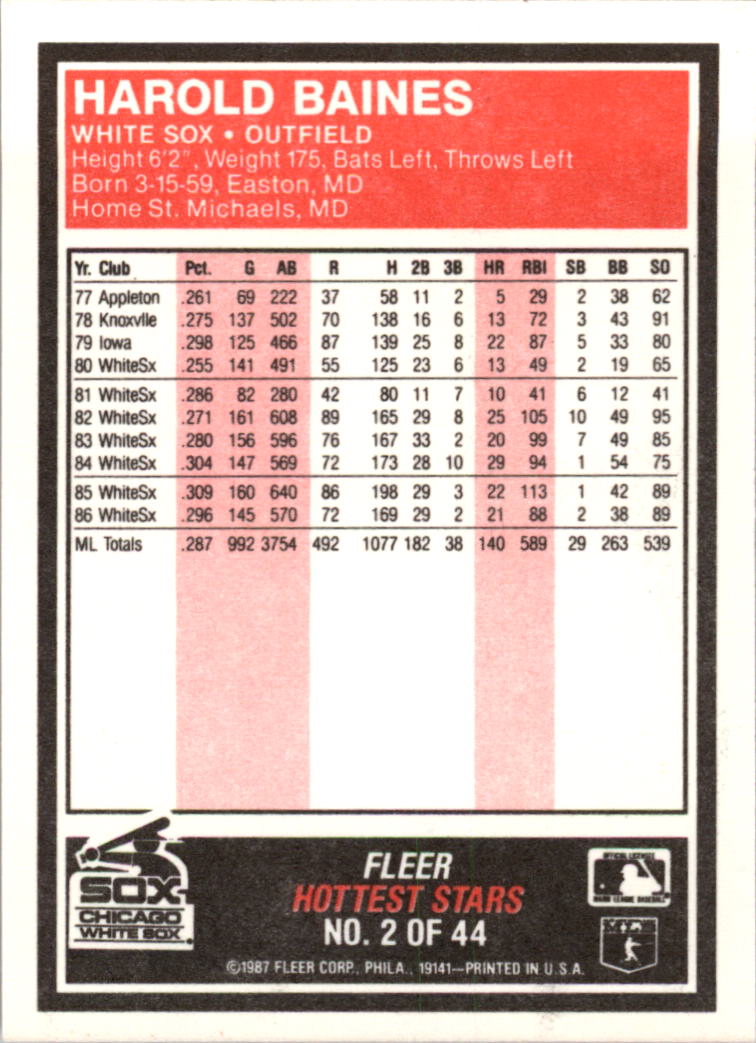 HAROLD BAINES
WHITE SOX • OUTFIELD
Height 6'2", Weight 175, Bats Left, Throws Left
Born 3-15-59, Easton, MD
Home St. Michaels, MD
Yr. Club Pct. G AB R H 2B 3B HR RBI SB BB SO
77 Appleton .261 69 222 37 58 11 2 5 29 2 38 62
78 Knoxvlle .275 137 502 70 138 16 6 13 72 3 43 91
79 Iowa .298 125 466 87 139 25 8 22 87 5 33 80
80 WhiteSx .255 141 491 55 125 23 6 13 49 2 19 65
81 WhiteSx .286 82 280 42 80 11 7 10 41 6 12 41
82 WhiteSx .271 161 608 89 165 29 8 25 105 10 49 95
83 WhiteSx .280 156 596 76 167 33 2 20 99 7 49 85
84 WhiteSx .304 147 569 72 173 28 10 29 94 1 54 75
85 WhiteSx .309 160 640 86 198 29 3 22 113 1 42 89
86 WhiteSx .296 145 570 72 169 29 2 21 88 2 38 89
ML Totals .287 992 3754 492 1077 182 38 140 589 29 263 539
SOX
CHICAGO
WHITE SOX
FLEER
HOTTEST STARS
NO. 2 OF 44
©1987 FLEER CORP., PHILA., 19141—PRINTED IN U.S.A.
OFFICIAL LICENSEE
MAJOR LEAGUE BASEBALL